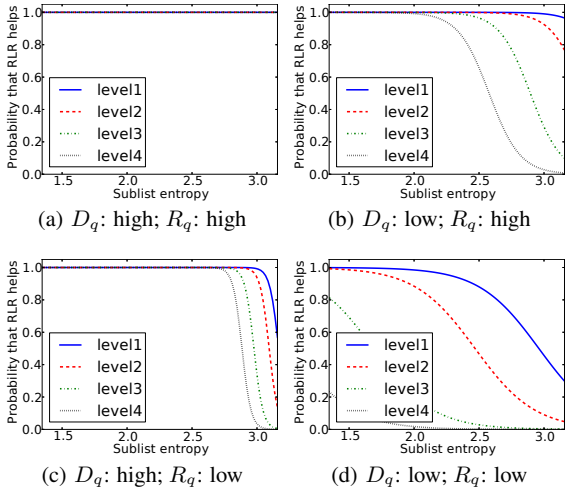 Probability that RLR helps
1.0
0.8
0.6
0.4
0.2
0.0
level1
level2
level3
level4
1.5 2.0 2.5 3.0
Sublist entropy
(a) D_q: high; R_q: high
Probability that RLR helps
1.0
0.8
0.6
0.4
0.2
0.0
level1
level2
level3
level4
1.5 2.0 2.5 3.0
Sublist entropy
(b) D_q: low; R_q: high
Probability that RLR helps
1.0
0.8
0.6
0.4
0.2
0.0
level1
level2
level3
level4
1.5 2.0 2.5 3.0
Sublist entropy
(c) D_q: high; R_q: low
Probability that RLR helps
1.0
0.8
0.6
0.4
0.2
0.0
level1
level2
level3
level4
1.5 2.0 2.5 3.0
Sublist entropy
(d) D_q: low; R_q: low